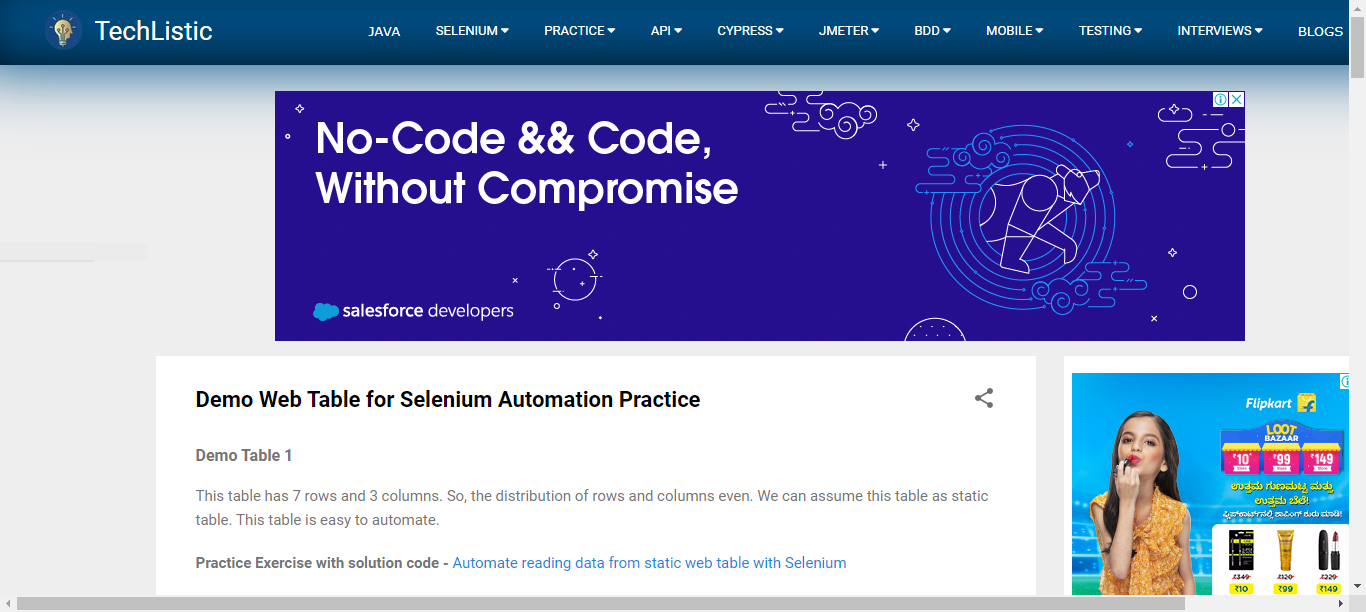 TechListic
JAVA
SELENIUM
PRACTICE
API
CYPRESS
JMETER
BDD
MOBILE
TESTING
INTERVIEWS
BLOGS
No-Code && Code,
Without Compromise
salesforce developers
Demo Web Table for Selenium Automation Practice
Demo Table 1
This table has 7 rows and 3 columns. So, the distribution of rows and columns even. We can assume this table as static
table. This table is easy to automate.
Practice Exercise with solution code - Automate reading data from static web table with Selenium
Flipkart
LOOT
BAZAAR
₹10 ₹99 ₹149
Store Store Store
ಉತ್ತಮ ಗುಣಮಟ್ಟ ಮತ್ತು
ಉತ್ತಮ ಬೆಲೆ!
ಫ್ಲಿಪ್‌ಕಾರ್ಟ್‌ನಲ್ಲಿ ಶಾಪಿಂಗ್ ಶುರು ಮಾಡಿ!
₹349 ₹120 ₹229
₹10 ₹99 ₹149